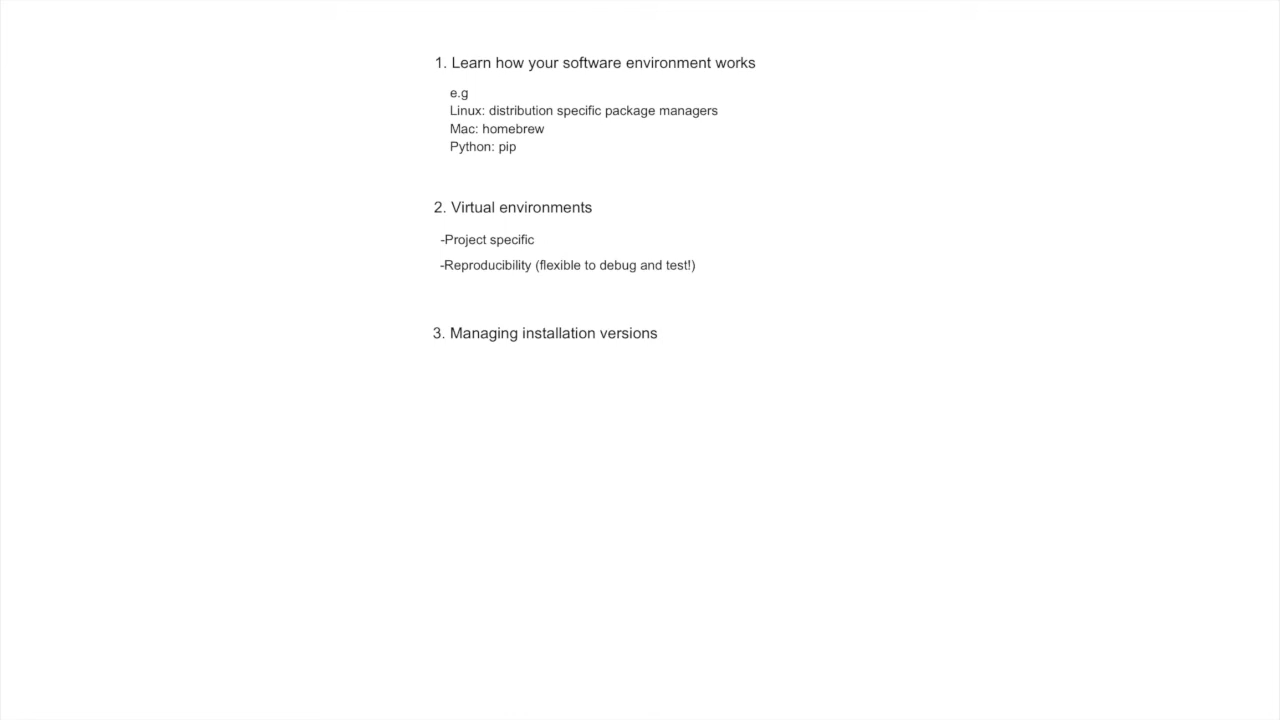 1. Learn how your software environment works
e.g
Linux: distribution specific package managers
Mac: homebrew
Python: pip
2. Virtual environments
-Project specific
-Reproducibility (flexible to debug and test!)
3. Managing installation versions